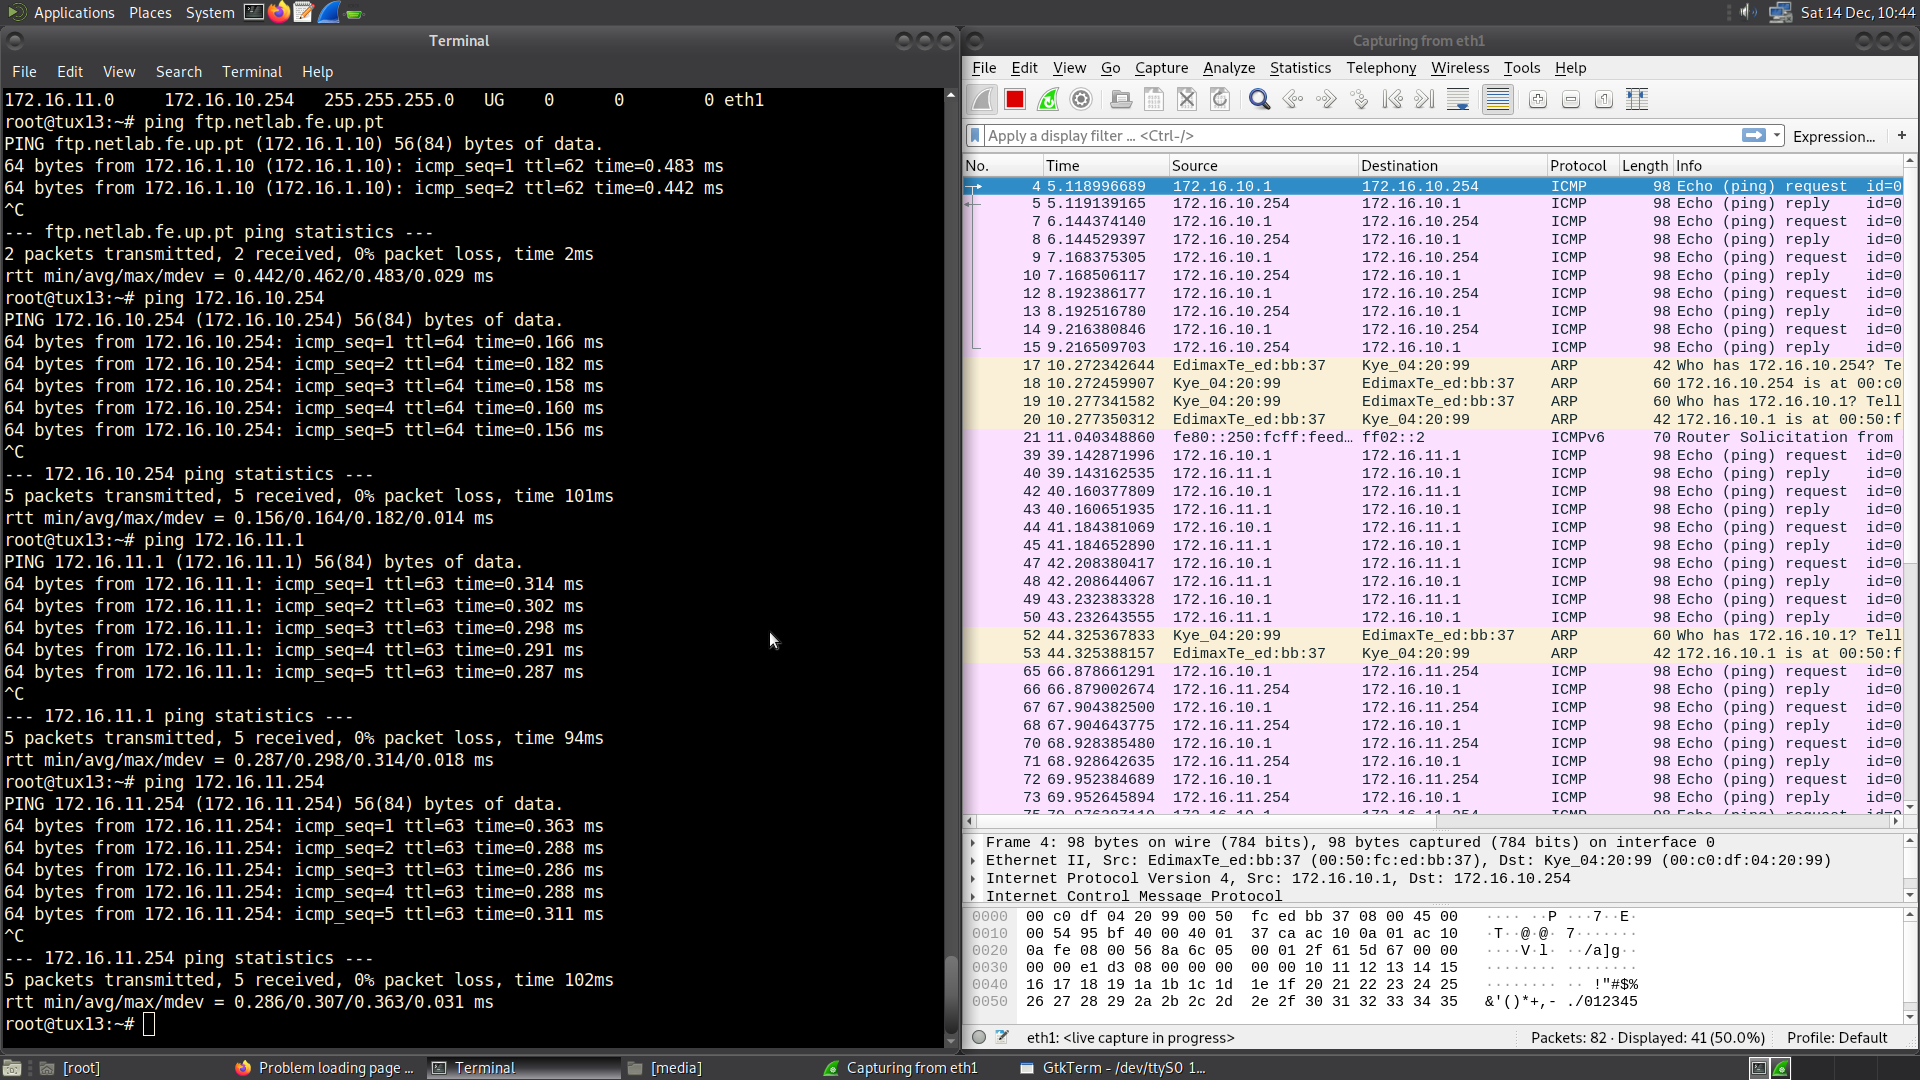 Applications Places System Sat 14 Dec, 10:44
Terminal
File Edit View Search Terminal Help
172.16.11.0 172.16.10.254 255.255.255.0 UG 0 0 0 eth1
root@tux13:~# ping ftp.netlab.fe.up.pt
PING ftp.netlab.fe.up.pt (172.16.1.10) 56(84) bytes of data.
64 bytes from 172.16.1.10 (172.16.1.10): icmp_seq=1 ttl=62 time=0.483 ms
64 bytes from 172.16.1.10 (172.16.1.10): icmp_seq=2 ttl=62 time=0.442 ms
^C
--- ftp.netlab.fe.up.pt ping statistics ---
2 packets transmitted, 2 received, 0% packet loss, time 2ms
rtt min/avg/max/mdev = 0.442/0.462/0.483/0.029 ms
root@tux13:~# ping 172.16.10.254
PING 172.16.10.254 (172.16.10.254) 56(84) bytes of data.
64 bytes from 172.16.10.254: icmp_seq=1 ttl=64 time=0.166 ms
64 bytes from 172.16.10.254: icmp_seq=2 ttl=64 time=0.182 ms
64 bytes from 172.16.10.254: icmp_seq=3 ttl=64 time=0.158 ms
64 bytes from 172.16.10.254: icmp_seq=4 ttl=64 time=0.160 ms
64 bytes from 172.16.10.254: icmp_seq=5 ttl=64 time=0.156 ms
^C
--- 172.16.10.254 ping statistics ---
5 packets transmitted, 5 received, 0% packet loss, time 101ms
rtt min/avg/max/mdev = 0.156/0.164/0.182/0.014 ms
root@tux13:~# ping 172.16.11.1
PING 172.16.11.1 (172.16.11.1) 56(84) bytes of data.
64 bytes from 172.16.11.1: icmp_seq=1 ttl=63 time=0.314 ms
64 bytes from 172.16.11.1: icmp_seq=2 ttl=63 time=0.302 ms
64 bytes from 172.16.11.1: icmp_seq=3 ttl=63 time=0.298 ms
64 bytes from 172.16.11.1: icmp_seq=4 ttl=63 time=0.291 ms
64 bytes from 172.16.11.1: icmp_seq=5 ttl=63 time=0.287 ms
^C
--- 172.16.11.1 ping statistics ---
5 packets transmitted, 5 received, 0% packet loss, time 94ms
rtt min/avg/max/mdev = 0.287/0.298/0.314/0.018 ms
root@tux13:~# ping 172.16.11.254
PING 172.16.11.254 (172.16.11.254) 56(84) bytes of data.
64 bytes from 172.16.11.254: icmp_seq=1 ttl=63 time=0.363 ms
64 bytes from 172.16.11.254: icmp_seq=2 ttl=63 time=0.288 ms
64 bytes from 172.16.11.254: icmp_seq=3 ttl=63 time=0.286 ms
64 bytes from 172.16.11.254: icmp_seq=4 ttl=63 time=0.288 ms
64 bytes from 172.16.11.254: icmp_seq=5 ttl=63 time=0.311 ms
^C
--- 172.16.11.254 ping statistics ---
5 packets transmitted, 5 received, 0% packet loss, time 102ms
rtt min/avg/max/mdev = 0.286/0.307/0.363/0.031 ms
root@tux13:~#
Capturing from eth1
File Edit View Go Capture Analyze Statistics Telephony Wireless Tools Help
Apply a display filter ... <Ctrl-/> Expression... +
No. Time Source Destination Protocol Length Info
4 5.118996689 172.16.10.1 172.16.10.254 ICMP 98 Echo (ping) request id=0
5 5.119139165 172.16.10.254 172.16.10.1 ICMP 98 Echo (ping) reply id=0
7 6.144374140 172.16.10.1 172.16.10.254 ICMP 98 Echo (ping) request id=0
8 6.144529397 172.16.10.254 172.16.10.1 ICMP 98 Echo (ping) reply id=0
9 7.168375305 172.16.10.1 172.16.10.254 ICMP 98 Echo (ping) request id=0
10 7.168506117 172.16.10.254 172.16.10.1 ICMP 98 Echo (ping) reply id=0
12 8.192386177 172.16.10.1 172.16.10.254 ICMP 98 Echo (ping) request id=0
13 8.192516780 172.16.10.254 172.16.10.1 ICMP 98 Echo (ping) reply id=0
14 9.216380846 172.16.10.1 172.16.10.254 ICMP 98 Echo (ping) request id=0
15 9.216509703 172.16.10.254 172.16.10.1 ICMP 98 Echo (ping) reply id=0
17 10.272342644 EdimaxTe_ed:bb:37 Kye_04:20:99 ARP 42 Who has 172.16.10.254? Te
18 10.272459907 Kye_04:20:99 EdimaxTe_ed:bb:37 ARP 60 172.16.10.254 is at 00:c0
19 10.277341582 Kye_04:20:99 EdimaxTe_ed:bb:37 ARP 60 Who has 172.16.10.1? Tell
20 10.277350312 EdimaxTe_ed:bb:37 Kye_04:20:99 ARP 42 172.16.10.1 is at 00:50:f
21 11.040348860 fe80::250:fcff:feed… ff02::2 ICMPv6 70 Router Solicitation from
39 39.142871996 172.16.10.1 172.16.11.1 ICMP 98 Echo (ping) request id=0
40 39.143162535 172.16.11.1 172.16.10.1 ICMP 98 Echo (ping) reply id=0
42 40.160377809 172.16.10.1 172.16.11.1 ICMP 98 Echo (ping) request id=0
43 40.160651935 172.16.11.1 172.16.10.1 ICMP 98 Echo (ping) reply id=0
44 41.184381069 172.16.10.1 172.16.11.1 ICMP 98 Echo (ping) request id=0
45 41.184652890 172.16.11.1 172.16.10.1 ICMP 98 Echo (ping) reply id=0
47 42.208380417 172.16.10.1 172.16.11.1 ICMP 98 Echo (ping) request id=0
48 42.208644067 172.16.11.1 172.16.10.1 ICMP 98 Echo (ping) reply id=0
49 43.232383328 172.16.10.1 172.16.11.1 ICMP 98 Echo (ping) request id=0
50 43.232643555 172.16.11.1 172.16.10.1 ICMP 98 Echo (ping) reply id=0
52 44.325367833 Kye_04:20:99 EdimaxTe_ed:bb:37 ARP 60 Who has 172.16.10.1? Tell
53 44.325388157 EdimaxTe_ed:bb:37 Kye_04:20:99 ARP 42 172.16.10.1 is at 00:50:f
65 66.878661291 172.16.10.1 172.16.11.254 ICMP 98 Echo (ping) request id=0
66 66.879002674 172.16.11.254 172.16.10.1 ICMP 98 Echo (ping) reply id=0
67 67.904382500 172.16.10.1 172.16.11.254 ICMP 98 Echo (ping) request id=0
68 67.904643775 172.16.11.254 172.16.10.1 ICMP 98 Echo (ping) reply id=0
70 68.928385480 172.16.10.1 172.16.11.254 ICMP 98 Echo (ping) request id=0
71 68.928642635 172.16.11.254 172.16.10.1 ICMP 98 Echo (ping) reply id=0
72 69.952384689 172.16.10.1 172.16.11.254 ICMP 98 Echo (ping) request id=0
73 69.952645894 172.16.11.254 172.16.10.1 ICMP 98 Echo (ping) reply id=0
Frame 4: 98 bytes on wire (784 bits), 98 bytes captured (784 bits) on interface 0
Ethernet II, Src: EdimaxTe_ed:bb:37 (00:50:fc:ed:bb:37), Dst: Kye_04:20:99 (00:c0:df:04:20:99)
Internet Protocol Version 4, Src: 172.16.10.1, Dst: 172.16.10.254
Internet Control Message Protocol
0000 00 c0 df 04 20 99 00 50 fc ed bb 37 08 00 45 00 ···· ··P ···7··E·
0010 00 54 95 bf 40 00 40 01 37 ca ac 10 0a 01 ac 10 ·T··@·@· 7·······
0020 0a fe 08 00 56 8a 6c 05 00 01 2f 61 5d 67 00 00 ····V·l· ··/a]g··
0030 00 00 e1 d3 08 00 00 00 00 00 10 11 12 13 14 15 ········ ········
0040 16 17 18 19 1a 1b 1c 1d 1e 1f 20 21 22 23 24 25 ········ ·· !"#$%
0050 26 27 28 29 2a 2b 2c 2d 2e 2f 30 31 32 33 34 35 &'()*+,- ./012345
eth1: <live capture in progress> Packets: 82 · Displayed: 41 (50.0%) Profile: Default
[root] Problem loading page ... Terminal [media] Capturing from eth1 GtkTerm - /dev/ttyS0 1...